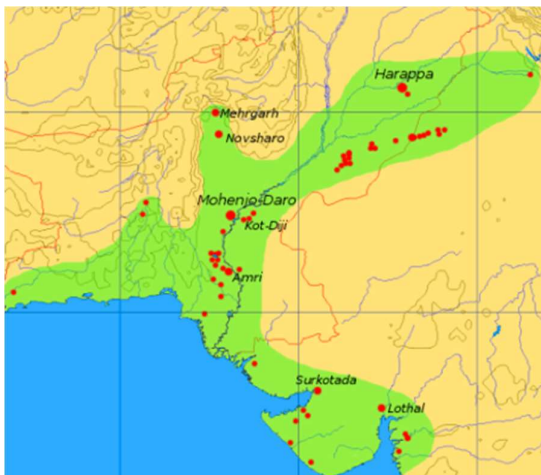 Harappa
Mehrgarh
Novsharo
Mohenjo-Daro
Kot-Diji
Amri
Surkotada
Lothal